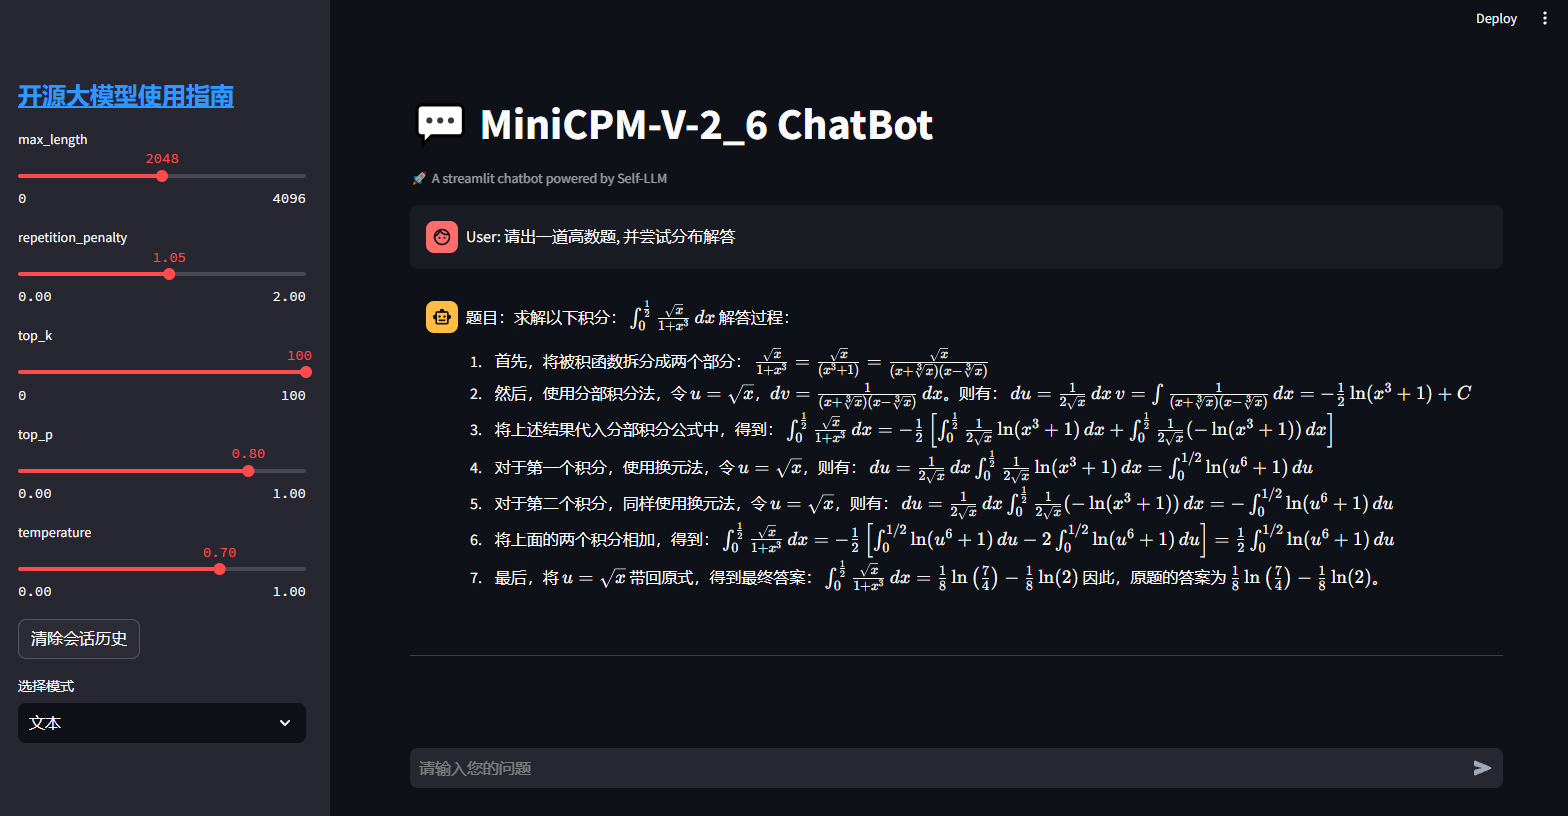 Deploy
开源大模型使用指南
max_length
2048
0 4096
repetition_penalty
1.05
0.00 2.00
top_k
100
0 100
top_p
0.80
0.00 1.00
temperature
0.70
0.00 1.00
清除会话历史
选择模式
文本
MiniCPM-V-2_6 ChatBot
A streamlit chatbot powered by Self-LLM
User: 请出一道高数题, 并尝试分布解答
题目：求解以下积分：$\int_0^{\frac{1}{2}} \frac{\sqrt{x}}{1+x^3} \, dx$ 解答过程：
1. 首先，将被积函数拆分成两个部分：$\frac{\sqrt{x}}{1+x^3} = \frac{\sqrt{x}}{(x^3+1)} = \frac{\sqrt{x}}{(x+\sqrt[3]{x})(x-\sqrt[3]{x})}$
2. 然后，使用分部积分法，令 $u = \sqrt{x}$，$dv = \frac{1}{(x+\sqrt[3]{x})(x-\sqrt[3]{x})} \, dx$。则有：$du = \frac{1}{2\sqrt{x}} \, dx \, v = \int \frac{1}{(x+\sqrt[3]{x})(x-\sqrt[3]{x})} \, dx = -\frac{1}{2} \ln(x^3+1) + C$
3. 将上述结果代入分部积分公式中，得到：$\int_0^{\frac{1}{2}} \frac{\sqrt{x}}{1+x^3} \, dx = -\frac{1}{2} \left[ \int_0^{\frac{1}{2}} \frac{1}{2\sqrt{x}} \ln(x^3+1) \, dx + \int_0^{\frac{1}{2}} \frac{1}{2\sqrt{x}} (-\ln(x^3+1)) \, dx \right]$
4. 对于第一个积分，使用换元法，令 $u = \sqrt{x}$，则有：$du = \frac{1}{2\sqrt{x}} \, dx \int_0^{\frac{1}{2}} \frac{1}{2\sqrt{x}} \ln(x^3+1) \, dx = \int_0^{1/2} \ln(u^6+1) \, du$
5. 对于第二个积分，同样使用换元法，令 $u = \sqrt{x}$，则有：$du = \frac{1}{2\sqrt{x}} \, dx \int_0^{\frac{1}{2}} \frac{1}{2\sqrt{x}} (-\ln(x^3+1)) \, dx = -\int_0^{1/2} \ln(u^6+1) \, du$
6. 将上面的两个积分相加，得到：$\int_0^{\frac{1}{2}} \frac{\sqrt{x}}{1+x^3} \, dx = -\frac{1}{2} \left[ \int_0^{1/2} \ln(u^6+1) \, du - 2 \int_0^{1/2} \ln(u^6+1) \, du \right] = \frac{1}{2} \int_0^{1/2} \ln(u^6+1) \, du$
7. 最后，将 $u = \sqrt{x}$ 带回原式，得到最终答案：$\int_0^{\frac{1}{2}} \frac{\sqrt{x}}{1+x^3} \, dx = \frac{1}{8} \ln\left(\frac{7}{4}\right) - \frac{1}{8} \ln(2)$ 因此，原题的答案为 $\frac{1}{8} \ln\left(\frac{7}{4}\right) - \frac{1}{8} \ln(2)$。
请输入您的问题